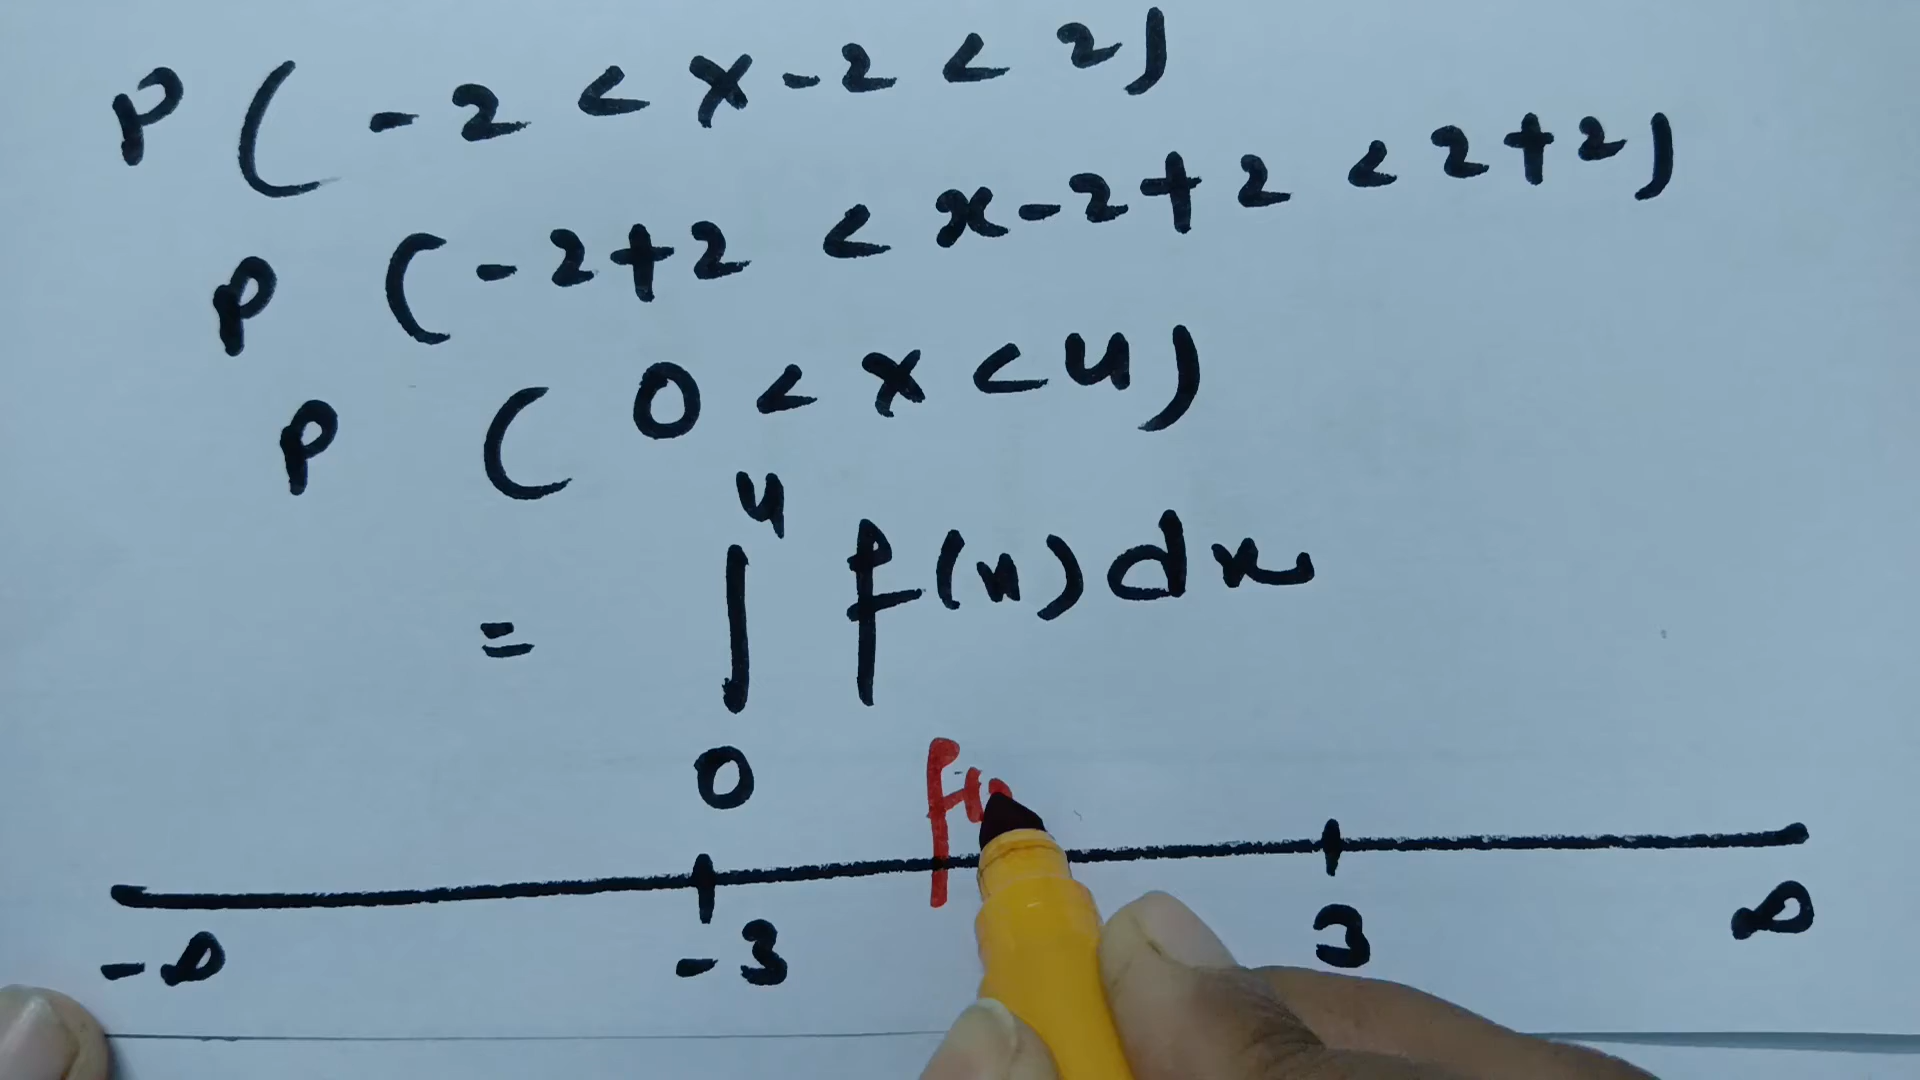 P ( -2 < x-2 < 2)
P (-2+2 < x-2+2 < 2+2)
P ( 0 < x < 4)
= ∫ 4 0 f(x) dx
f(
-∞ -3 3 ∞